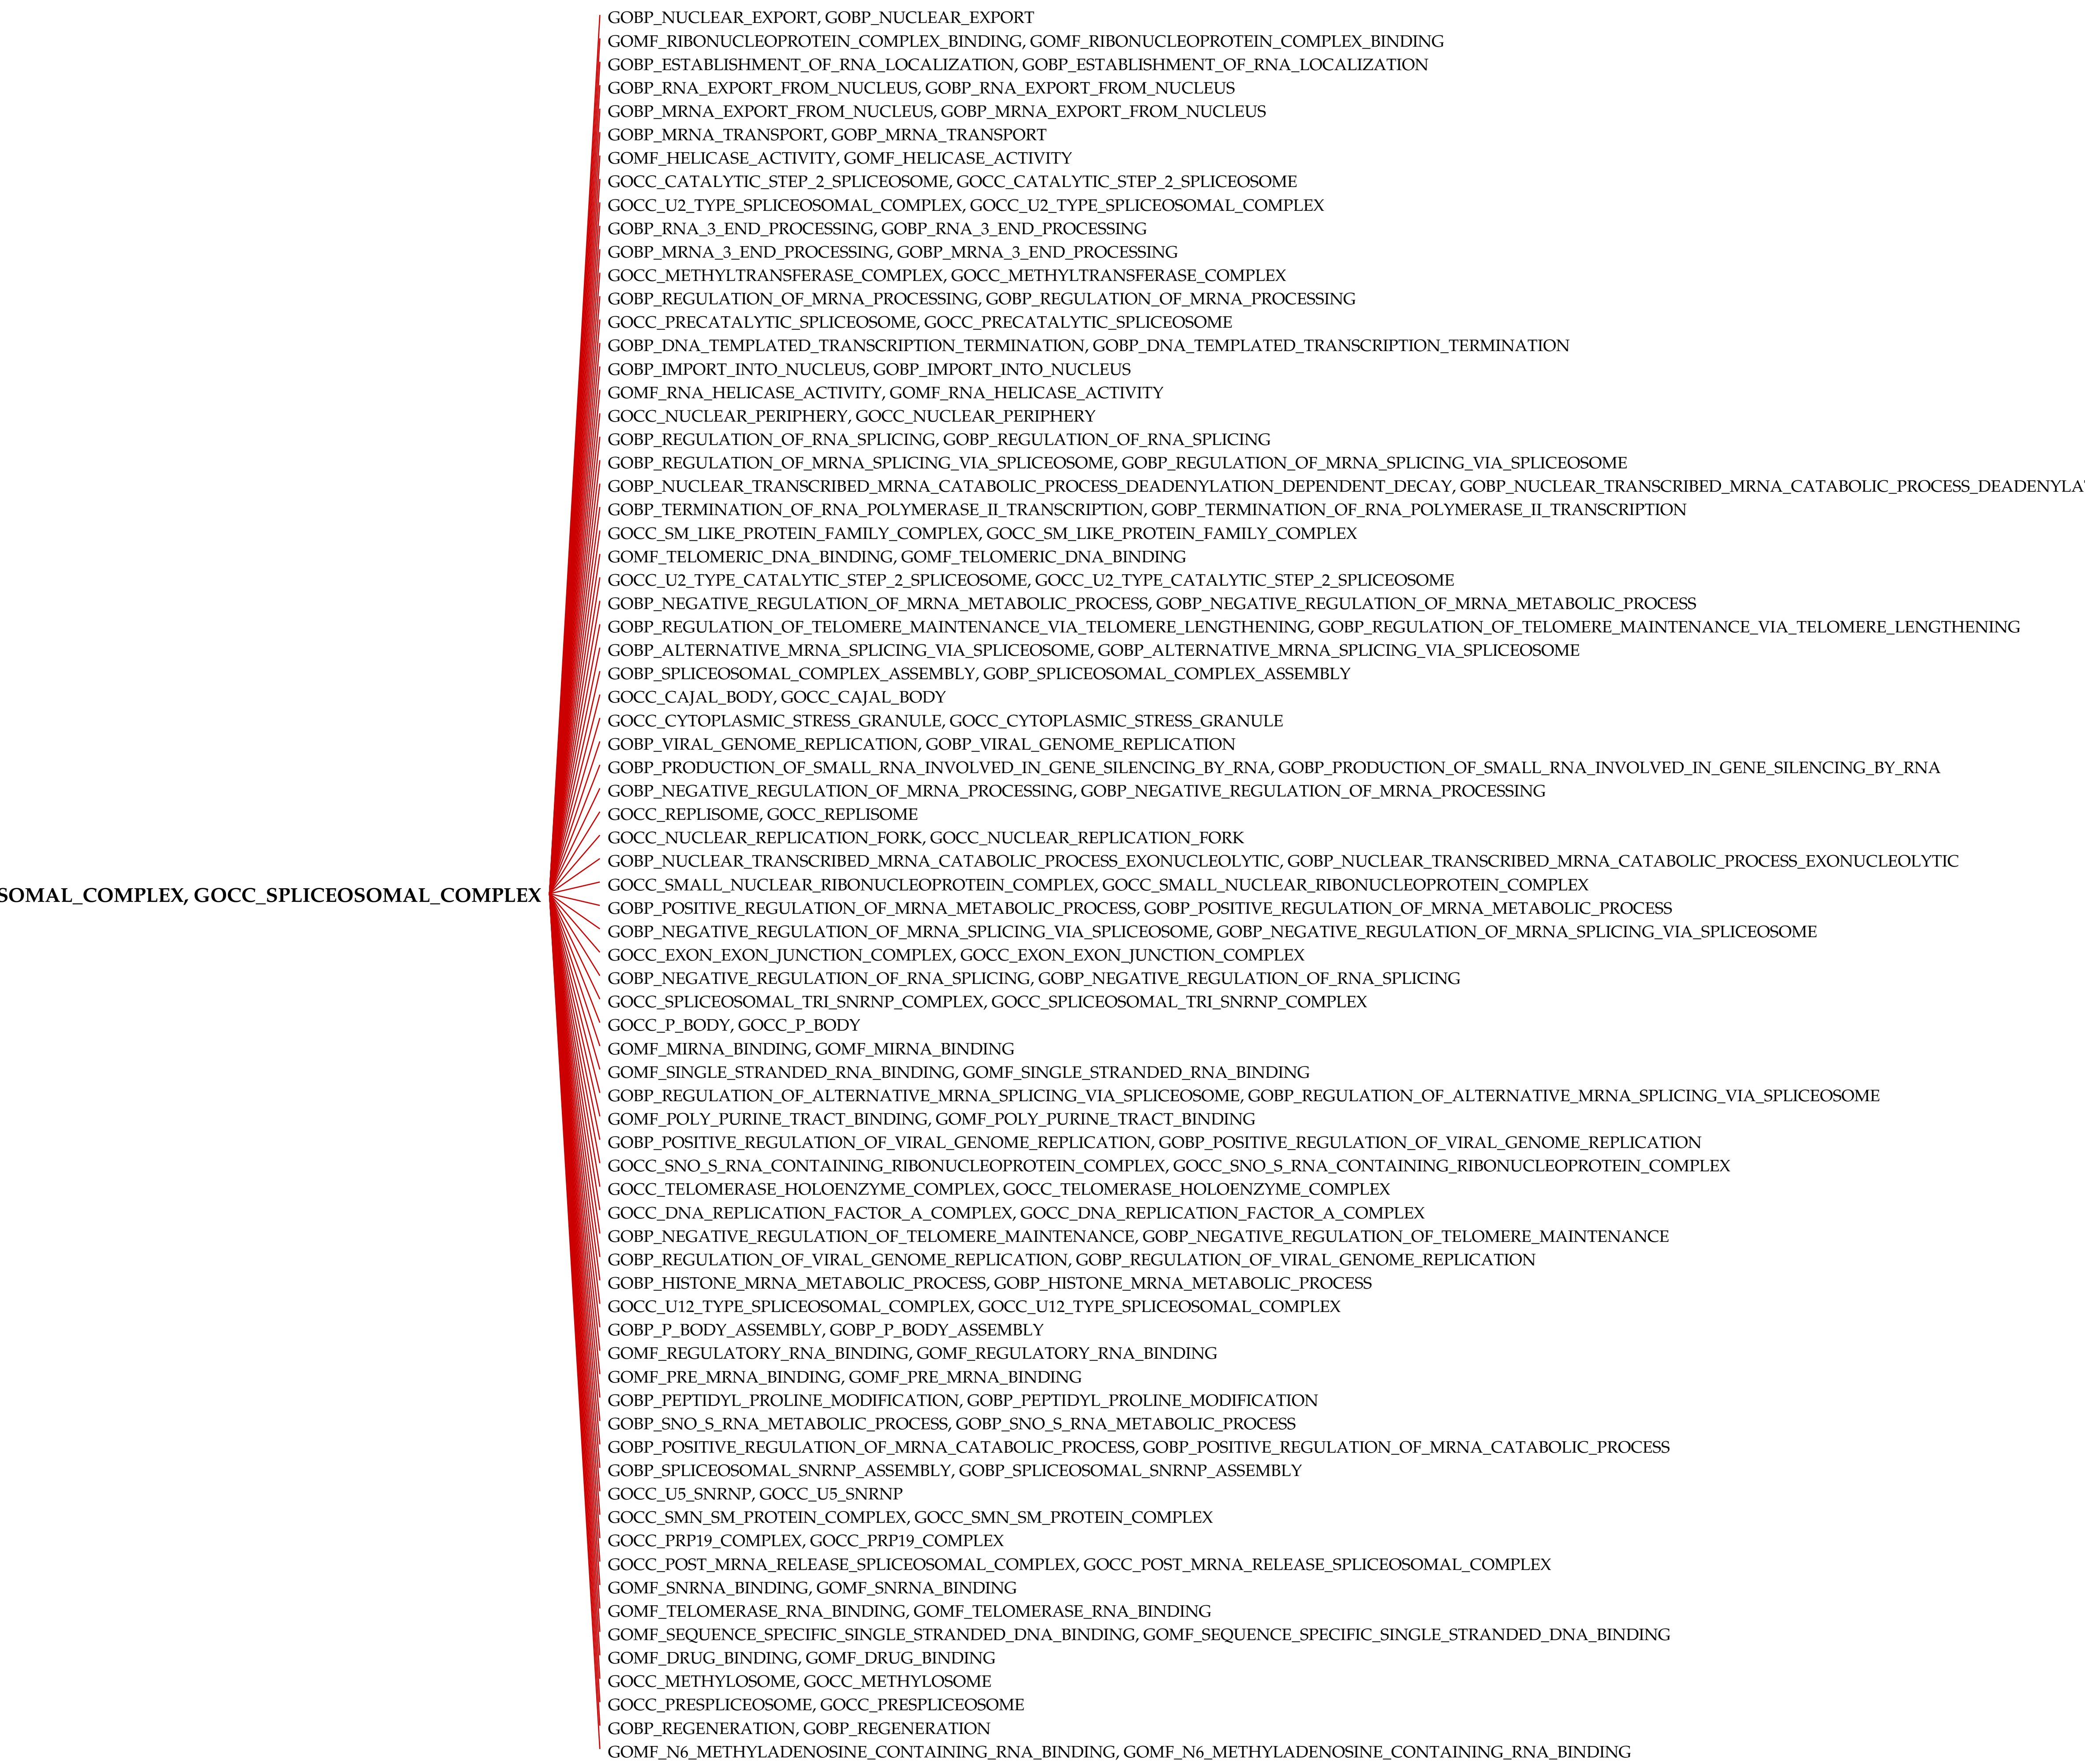 GOBP_NUCLEAR_EXPORT, GOBP_NUCLEAR_EXPORT
GOMF_RIBONUCLEOPROTEIN_COMPLEX_BINDING, GOMF_RIBONUCLEOPROTEIN_COMPLEX_BINDING
GOBP_ESTABLISHMENT_OF_RNA_LOCALIZATION, GOBP_ESTABLISHMENT_OF_RNA_LOCALIZATION
GOBP_RNA_EXPORT_FROM_NUCLEUS, GOBP_RNA_EXPORT_FROM_NUCLEUS
GOBP_MRNA_EXPORT_FROM_NUCLEUS, GOBP_MRNA_EXPORT_FROM_NUCLEUS
GOBP_MRNA_TRANSPORT, GOBP_MRNA_TRANSPORT
GOMF_HELICASE_ACTIVITY, GOMF_HELICASE_ACTIVITY
GOCC_CATALYTIC_STEP_2_SPLICEOSOME, GOCC_CATALYTIC_STEP_2_SPLICEOSOME
GOCC_U2_TYPE_SPLICEOSOMAL_COMPLEX, GOCC_U2_TYPE_SPLICEOSOMAL_COMPLEX
GOBP_RNA_3_END_PROCESSING, GOBP_RNA_3_END_PROCESSING
GOBP_MRNA_3_END_PROCESSING, GOBP_MRNA_3_END_PROCESSING
GOCC_METHYLTRANSFERASE_COMPLEX, GOCC_METHYLTRANSFERASE_COMPLEX
GOBP_REGULATION_OF_MRNA_PROCESSING, GOBP_REGULATION_OF_MRNA_PROCESSING
GOCC_PRECATALYTIC_SPLICEOSOME, GOCC_PRECATALYTIC_SPLICEOSOME
GOBP_DNA_TEMPLATED_TRANSCRIPTION_TERMINATION, GOBP_DNA_TEMPLATED_TRANSCRIPTION_TERMINATION
GOBP_IMPORT_INTO_NUCLEUS, GOBP_IMPORT_INTO_NUCLEUS
GOMF_RNA_HELICASE_ACTIVITY, GOMF_RNA_HELICASE_ACTIVITY
GOCC_NUCLEAR_PERIPHERY, GOCC_NUCLEAR_PERIPHERY
GOBP_REGULATION_OF_RNA_SPLICING, GOBP_REGULATION_OF_RNA_SPLICING
GOBP_REGULATION_OF_MRNA_SPLICING_VIA_SPLICEOSOME, GOBP_REGULATION_OF_MRNA_SPLICING_VIA_SPLICEOSOME
GOBP_NUCLEAR_TRANSCRIBED_MRNA_CATABOLIC_PROCESS_DEADENYLATION_DEPENDENT_DECAY, GOBP_NUCLEAR_TRANSCRIBED_MRNA_CATABOLIC_PROCESS_DEADENYLA
GOBP_TERMINATION_OF_RNA_POLYMERASE_II_TRANSCRIPTION, GOBP_TERMINATION_OF_RNA_POLYMERASE_II_TRANSCRIPTION
GOCC_SM_LIKE_PROTEIN_FAMILY_COMPLEX, GOCC_SM_LIKE_PROTEIN_FAMILY_COMPLEX
GOMF_TELOMERIC_DNA_BINDING, GOMF_TELOMERIC_DNA_BINDING
GOCC_U2_TYPE_CATALYTIC_STEP_2_SPLICEOSOME, GOCC_U2_TYPE_CATALYTIC_STEP_2_SPLICEOSOME
GOBP_NEGATIVE_REGULATION_OF_MRNA_METABOLIC_PROCESS, GOBP_NEGATIVE_REGULATION_OF_MRNA_METABOLIC_PROCESS
GOBP_REGULATION_OF_TELOMERE_MAINTENANCE_VIA_TELOMERE_LENGTHENING, GOBP_REGULATION_OF_TELOMERE_MAINTENANCE_VIA_TELOMERE_LENGTHENING
GOBP_ALTERNATIVE_MRNA_SPLICING_VIA_SPLICEOSOME, GOBP_ALTERNATIVE_MRNA_SPLICING_VIA_SPLICEOSOME
GOBP_SPLICEOSOMAL_COMPLEX_ASSEMBLY, GOBP_SPLICEOSOMAL_COMPLEX_ASSEMBLY
GOCC_CAJAL_BODY, GOCC_CAJAL_BODY
GOCC_CYTOPLASMIC_STRESS_GRANULE, GOCC_CYTOPLASMIC_STRESS_GRANULE
GOBP_VIRAL_GENOME_REPLICATION, GOBP_VIRAL_GENOME_REPLICATION
GOBP_PRODUCTION_OF_SMALL_RNA_INVOLVED_IN_GENE_SILENCING_BY_RNA, GOBP_PRODUCTION_OF_SMALL_RNA_INVOLVED_IN_GENE_SILENCING_BY_RNA
GOBP_NEGATIVE_REGULATION_OF_MRNA_PROCESSING, GOBP_NEGATIVE_REGULATION_OF_MRNA_PROCESSING
GOCC_REPLISOME, GOCC_REPLISOME
GOCC_NUCLEAR_REPLICATION_FORK, GOCC_NUCLEAR_REPLICATION_FORK
GOBP_NUCLEAR_TRANSCRIBED_MRNA_CATABOLIC_PROCESS_EXONUCLEOLYTIC, GOBP_NUCLEAR_TRANSCRIBED_MRNA_CATABOLIC_PROCESS_EXONUCLEOLYTIC
GOCC_SMALL_NUCLEAR_RIBONUCLEOPROTEIN_COMPLEX, GOCC_SMALL_NUCLEAR_RIBONUCLEOPROTEIN_COMPLEX
SOMAL_COMPLEX, GOCC_SPLICEOSOMAL_COMPLEX
GOBP_POSITIVE_REGULATION_OF_MRNA_METABOLIC_PROCESS, GOBP_POSITIVE_REGULATION_OF_MRNA_METABOLIC_PROCESS
GOBP_NEGATIVE_REGULATION_OF_MRNA_SPLICING_VIA_SPLICEOSOME, GOBP_NEGATIVE_REGULATION_OF_MRNA_SPLICING_VIA_SPLICEOSOME
GOCC_EXON_EXON_JUNCTION_COMPLEX, GOCC_EXON_EXON_JUNCTION_COMPLEX
GOBP_NEGATIVE_REGULATION_OF_RNA_SPLICING, GOBP_NEGATIVE_REGULATION_OF_RNA_SPLICING
GOCC_SPLICEOSOMAL_TRI_SNRNP_COMPLEX, GOCC_SPLICEOSOMAL_TRI_SNRNP_COMPLEX
GOCC_P_BODY, GOCC_P_BODY
GOMF_MIRNA_BINDING, GOMF_MIRNA_BINDING
GOMF_SINGLE_STRANDED_RNA_BINDING, GOMF_SINGLE_STRANDED_RNA_BINDING
GOBP_REGULATION_OF_ALTERNATIVE_MRNA_SPLICING_VIA_SPLICEOSOME, GOBP_REGULATION_OF_ALTERNATIVE_MRNA_SPLICING_VIA_SPLICEOSOME
GOMF_POLY_PURINE_TRACT_BINDING, GOMF_POLY_PURINE_TRACT_BINDING
GOBP_POSITIVE_REGULATION_OF_VIRAL_GENOME_REPLICATION, GOBP_POSITIVE_REGULATION_OF_VIRAL_GENOME_REPLICATION
GOCC_SNO_S_RNA_CONTAINING_RIBONUCLEOPROTEIN_COMPLEX, GOCC_SNO_S_RNA_CONTAINING_RIBONUCLEOPROTEIN_COMPLEX
GOCC_TELOMERASE_HOLOENZYME_COMPLEX, GOCC_TELOMERASE_HOLOENZYME_COMPLEX
GOCC_DNA_REPLICATION_FACTOR_A_COMPLEX, GOCC_DNA_REPLICATION_FACTOR_A_COMPLEX
GOBP_NEGATIVE_REGULATION_OF_TELOMERE_MAINTENANCE, GOBP_NEGATIVE_REGULATION_OF_TELOMERE_MAINTENANCE
GOBP_REGULATION_OF_VIRAL_GENOME_REPLICATION, GOBP_REGULATION_OF_VIRAL_GENOME_REPLICATION
GOBP_HISTONE_MRNA_METABOLIC_PROCESS, GOBP_HISTONE_MRNA_METABOLIC_PROCESS
GOCC_U12_TYPE_SPLICEOSOMAL_COMPLEX, GOCC_U12_TYPE_SPLICEOSOMAL_COMPLEX
GOBP_P_BODY_ASSEMBLY, GOBP_P_BODY_ASSEMBLY
GOMF_REGULATORY_RNA_BINDING, GOMF_REGULATORY_RNA_BINDING
GOMF_PRE_MRNA_BINDING, GOMF_PRE_MRNA_BINDING
GOBP_PEPTIDYL_PROLINE_MODIFICATION, GOBP_PEPTIDYL_PROLINE_MODIFICATION
GOBP_SNO_S_RNA_METABOLIC_PROCESS, GOBP_SNO_S_RNA_METABOLIC_PROCESS
GOBP_POSITIVE_REGULATION_OF_MRNA_CATABOLIC_PROCESS, GOBP_POSITIVE_REGULATION_OF_MRNA_CATABOLIC_PROCESS
GOBP_SPLICEOSOMAL_SNRNP_ASSEMBLY, GOBP_SPLICEOSOMAL_SNRNP_ASSEMBLY
GOCC_U5_SNRNP, GOCC_U5_SNRNP
GOCC_SMN_SM_PROTEIN_COMPLEX, GOCC_SMN_SM_PROTEIN_COMPLEX
GOCC_PRP19_COMPLEX, GOCC_PRP19_COMPLEX
GOCC_POST_MRNA_RELEASE_SPLICEOSOMAL_COMPLEX, GOCC_POST_MRNA_RELEASE_SPLICEOSOMAL_COMPLEX
GOMF_SNRNA_BINDING, GOMF_SNRNA_BINDING
GOMF_TELOMERASE_RNA_BINDING, GOMF_TELOMERASE_RNA_BINDING
GOMF_SEQUENCE_SPECIFIC_SINGLE_STRANDED_DNA_BINDING, GOMF_SEQUENCE_SPECIFIC_SINGLE_STRANDED_DNA_BINDING
GOMF_DRUG_BINDING, GOMF_DRUG_BINDING
GOCC_METHYLOSOME, GOCC_METHYLOSOME
GOCC_PRESPLICEOSOME, GOCC_PRESPLICEOSOME
GOBP_REGENERATION, GOBP_REGENERATION
GOMF_N6_METHYLADENOSINE_CONTAINING_RNA_BINDING, GOMF_N6_METHYLADENOSINE_CONTAINING_RNA_BINDING